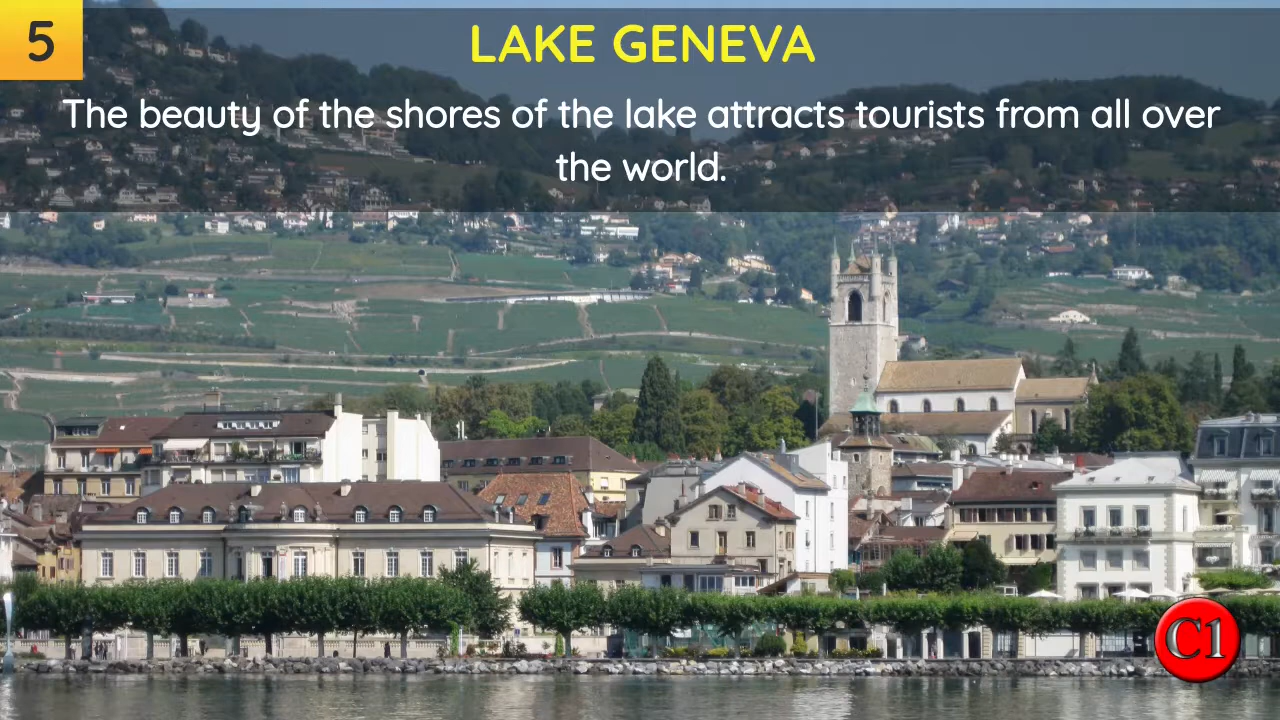 5
LAKE GENEVA
The beauty of the shores of the lake attracts tourists from all over
the world.
C1